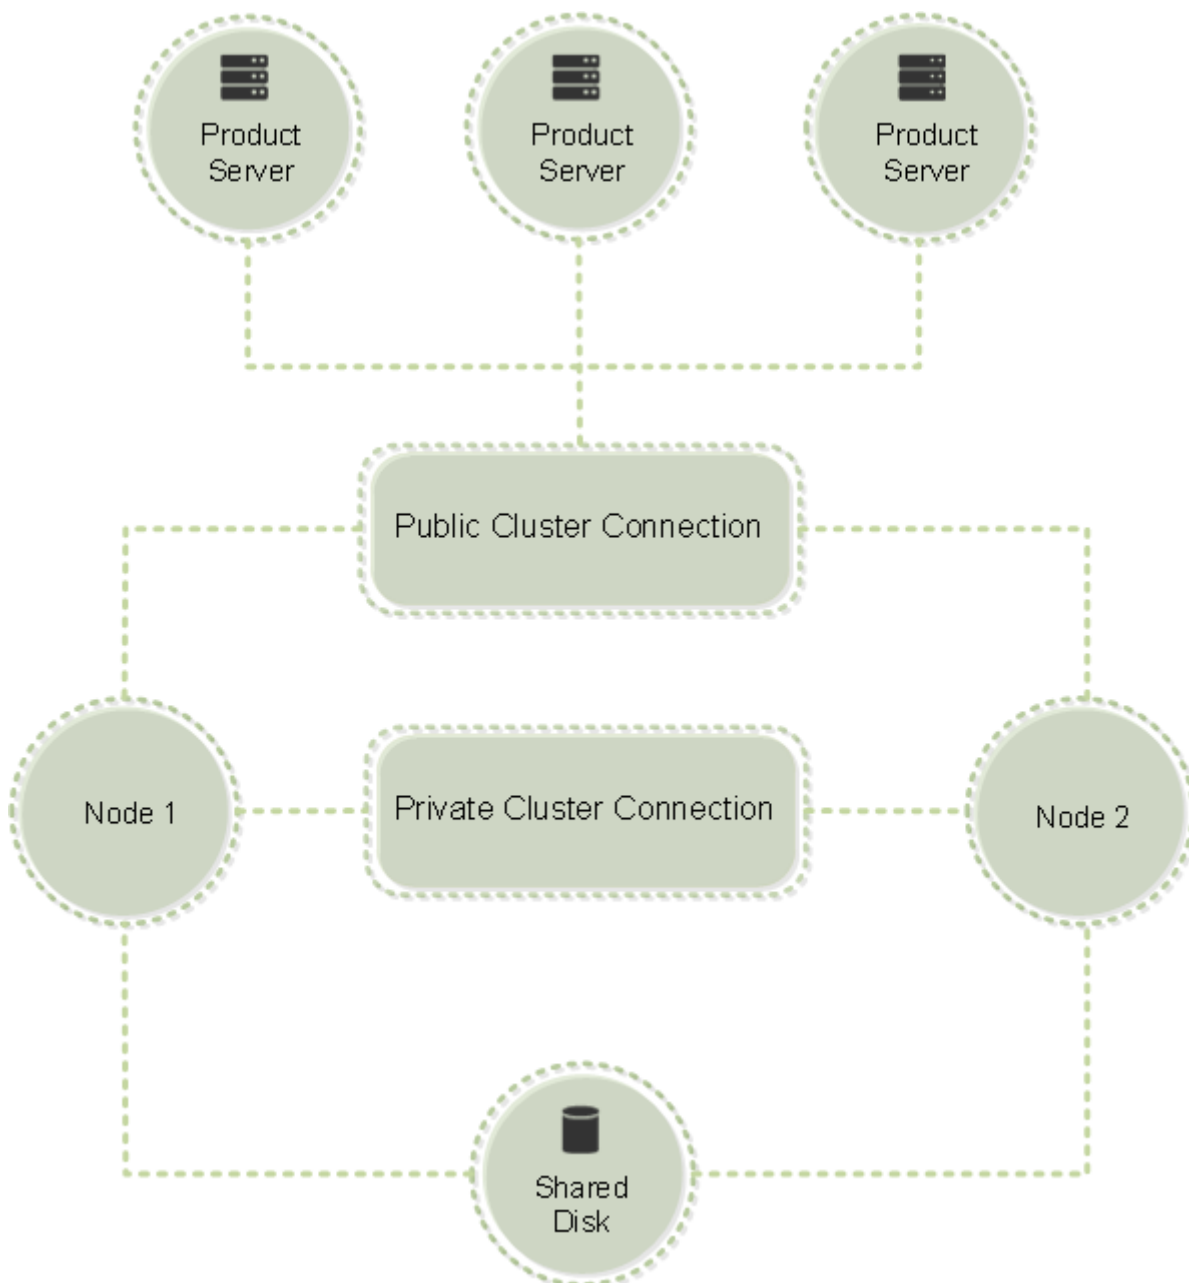 Product
Server
Product
Server
Product
Server
Public Cluster Connection
Node 1
Private Cluster Connection
Node 2
Shared
Disk